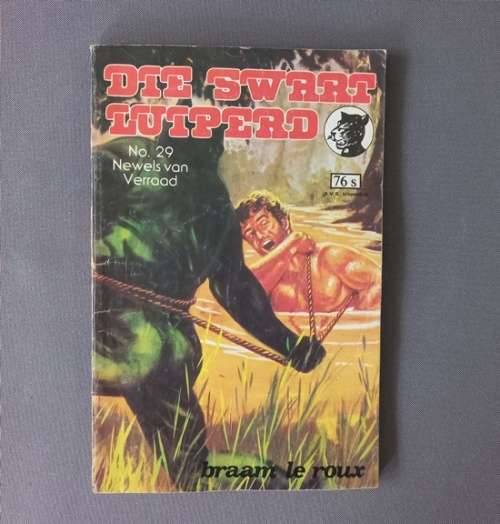 DIE SWART
LUIPERD
No. 29
Newels van
Verraad
76 s
braam le roux